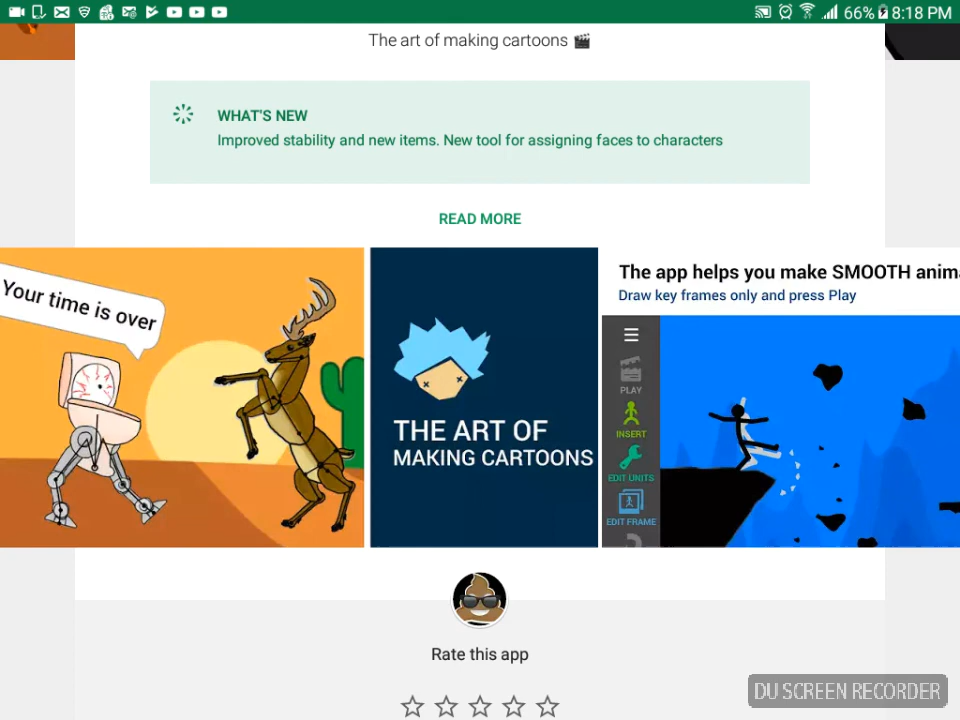 66% 8:18 PM
The art of making cartoons 🎬
WHAT'S NEW
Improved stability and new items. New tool for assigning faces to characters
READ MORE
Your time is over
THE ART OF
MAKING CARTOONS
The app helps you make SMOOTH anima
Draw key frames only and press Play
PLAY
INSERT
EDIT UNITS
EDIT FRAME
Rate this app
DU SCREEN RECORDER